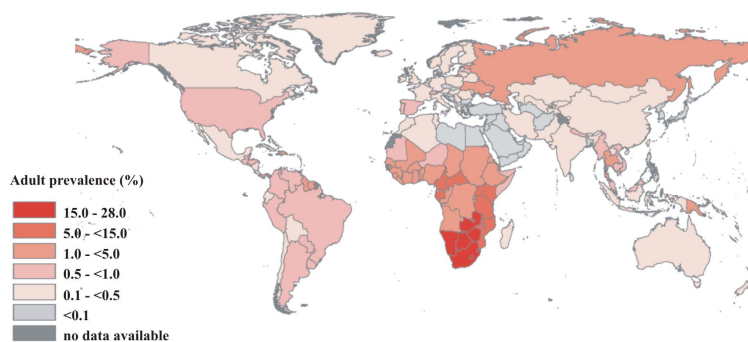 Adult prevalence (%)
15.0 - 28.0
5.0 - <15.0
1.0 - <5.0
0.5 - <1.0
0.1 - <0.5
<0.1
no data available